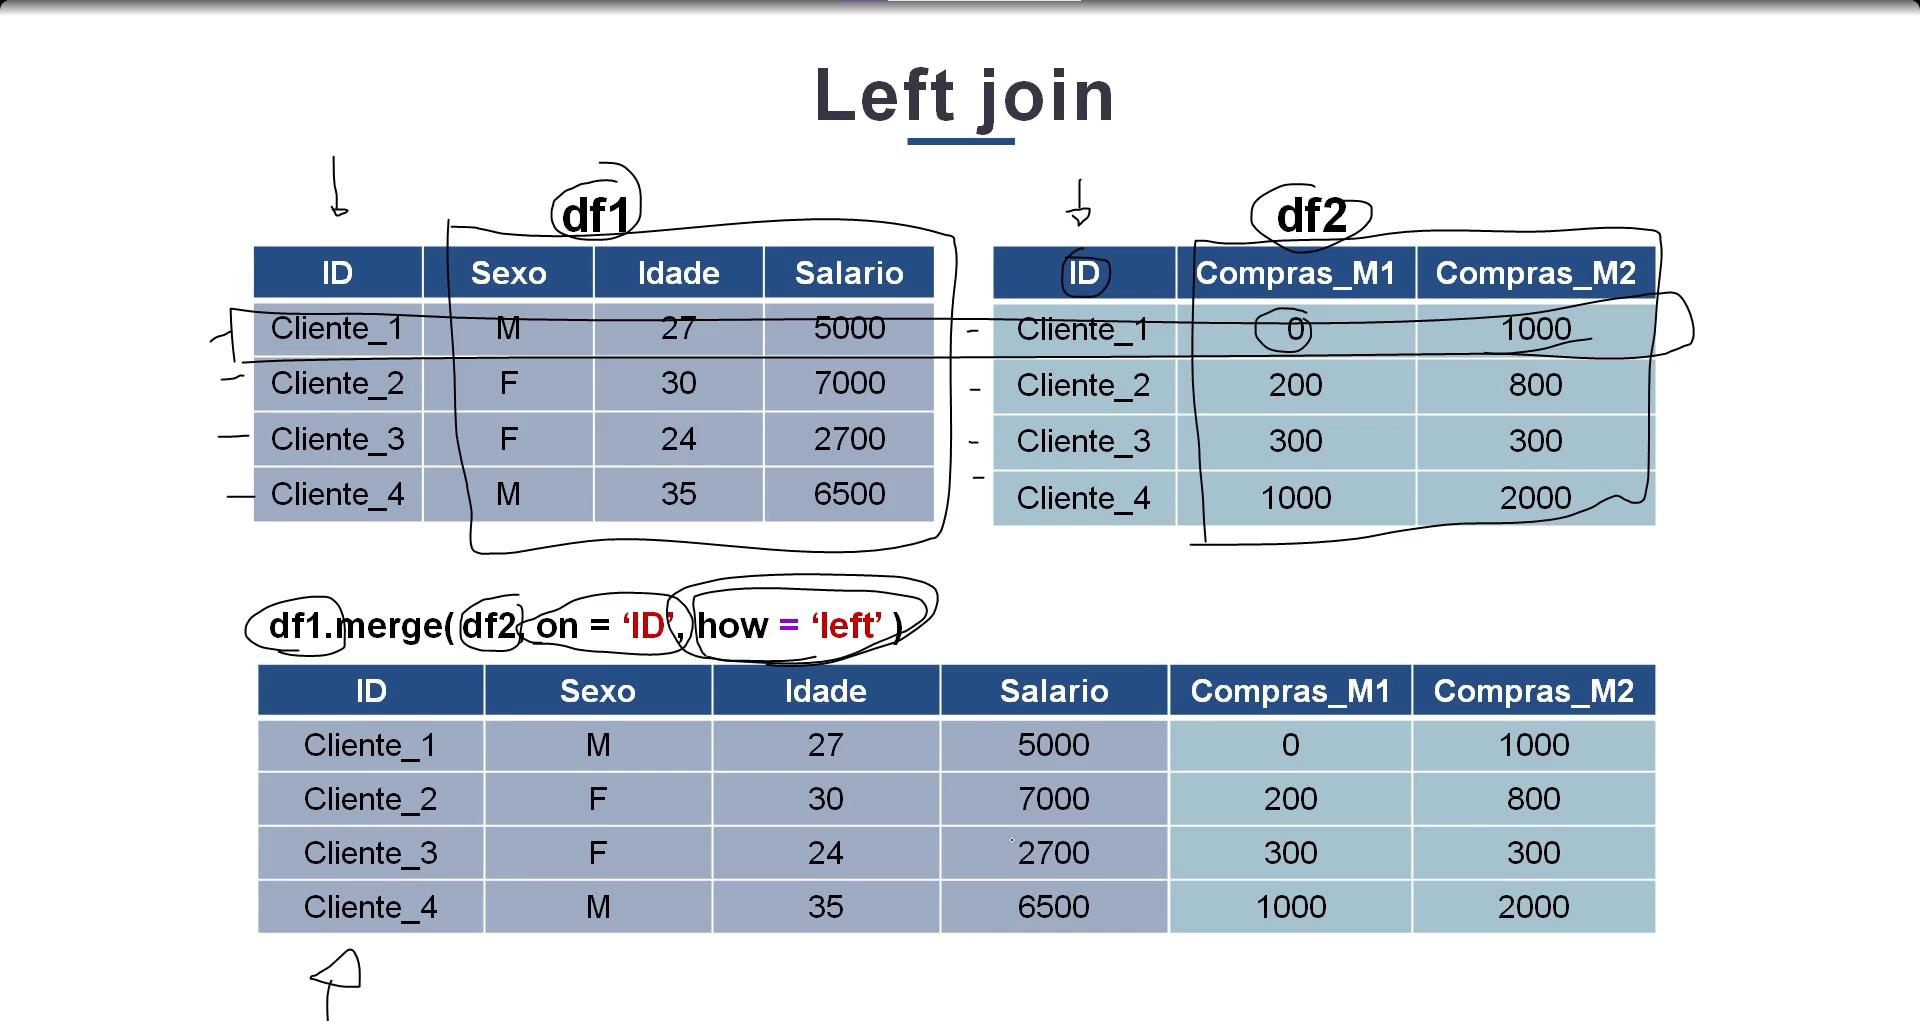 Left join
df1 df2
ID Sexo Idade Salario ID Compras_M1 Compras_M2
Cliente_1 M 27 5000 Cliente_1 0 1000
Cliente_2 F 30 7000 Cliente_2 200 800
Cliente_3 F 24 2700 Cliente_3 300 300
Cliente_4 M 35 6500 Cliente_4 1000 2000
df1.merge( df2, on = ‘ID’, how = ‘left’ )
ID Sexo Idade Salario Compras_M1 Compras_M2
Cliente_1 M 27 5000 0 1000
Cliente_2 F 30 7000 200 800
Cliente_3 F 24 2700 300 300
Cliente_4 M 35 6500 1000 2000